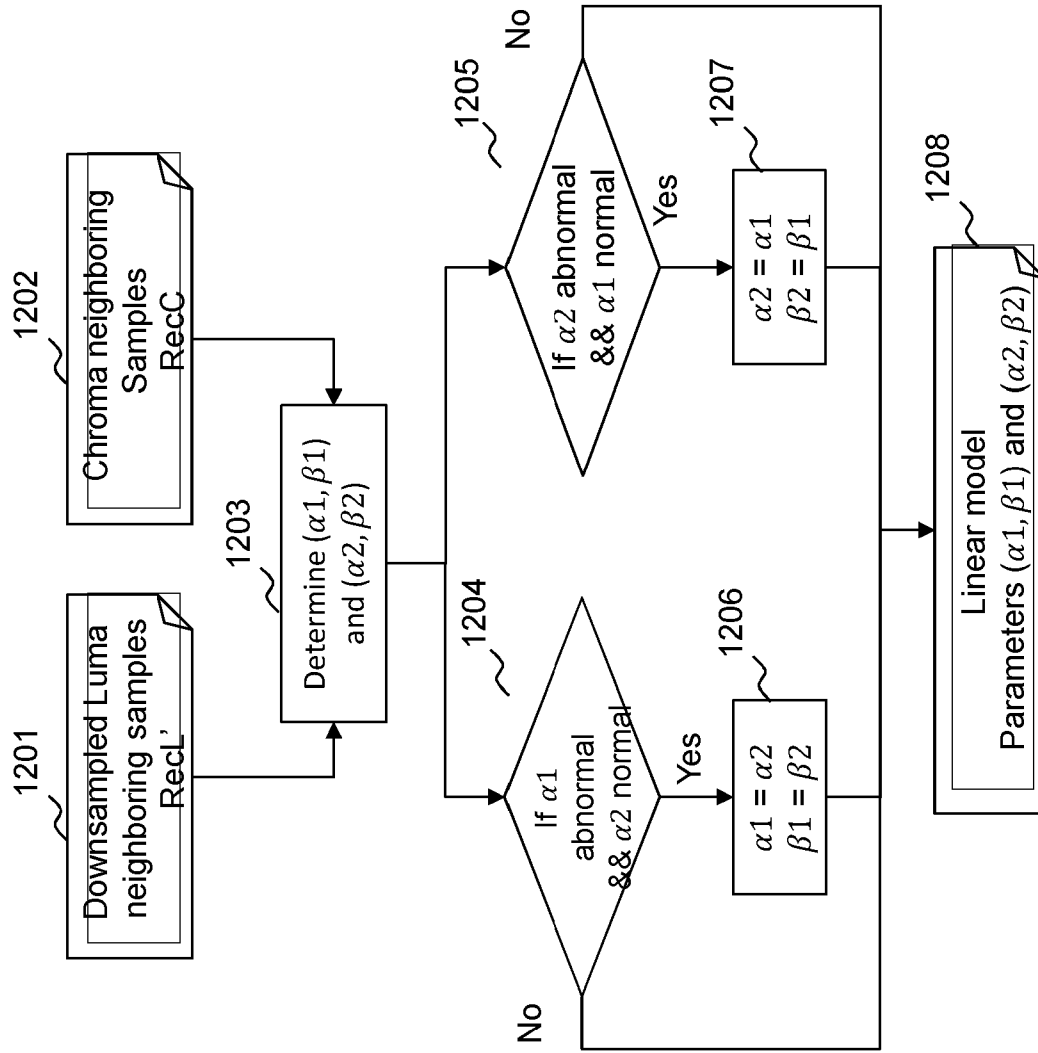 1201
Downsampled Luma
neighboring samples
RecL'
1202
Chroma neighboring
Samples
RecC
1203
Determine (α1, β1)
and (α2, β2)
1204
If α1
abnormal
&& α2 normal
No
Yes
1205
If α2 abnormal
&& α1 normal
No
Yes
1206
α1 = α2
β1 = β2
1207
α2 = α1
β2 = β1
1208
Linear model
Parameters (α1, β1) and (α2, β2)